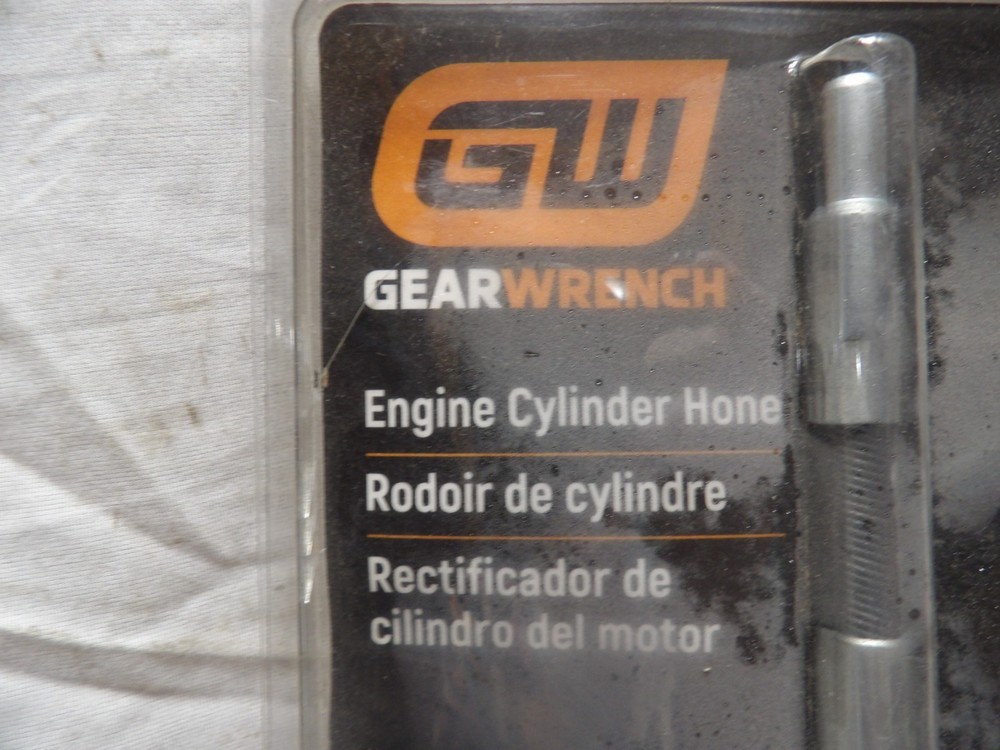 GW
GEARWRENCH
Engine Cylinder Hone
Rodoir de cylindre
Rectificador de
cilindro del motor